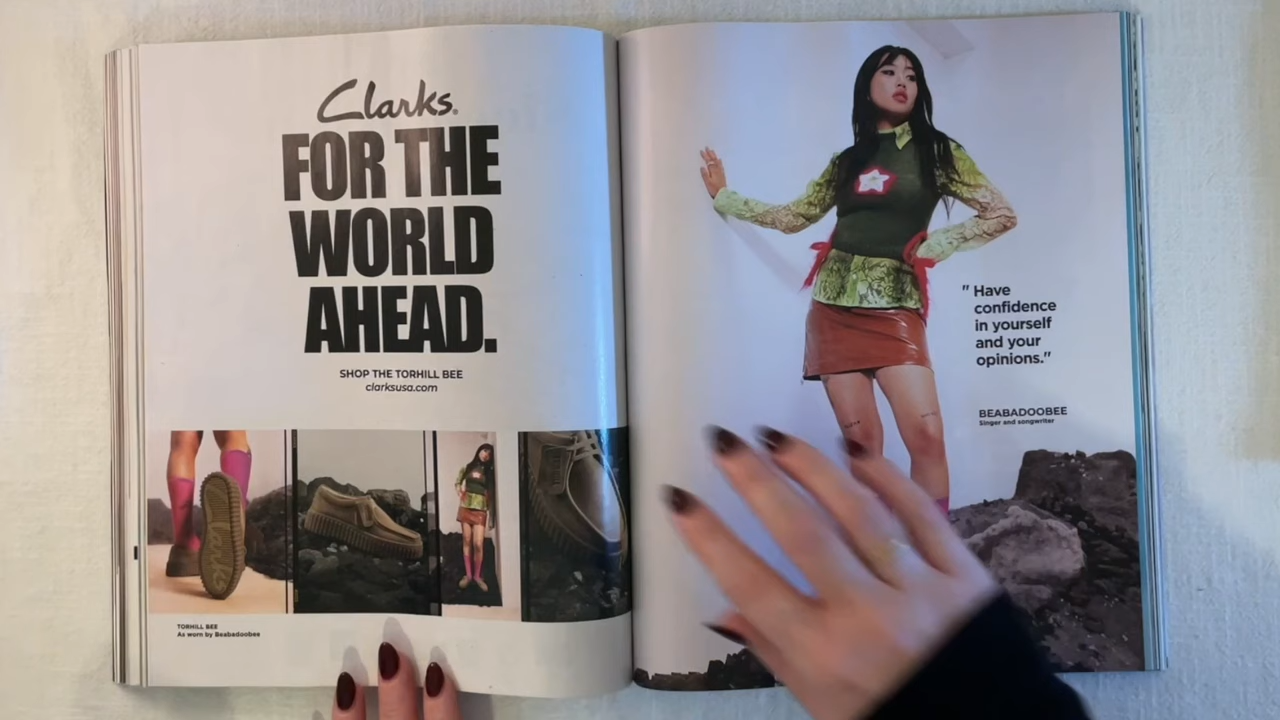 Clarks®
FOR THE
WORLD
AHEAD.
SHOP THE TORHILL BEE
clarksusa.com
TORHILL BEE
As worn by Beabadoobee
" Have
confidence
in yourself
and your
opinions."
BEABADOOBEE
Singer and songwriter